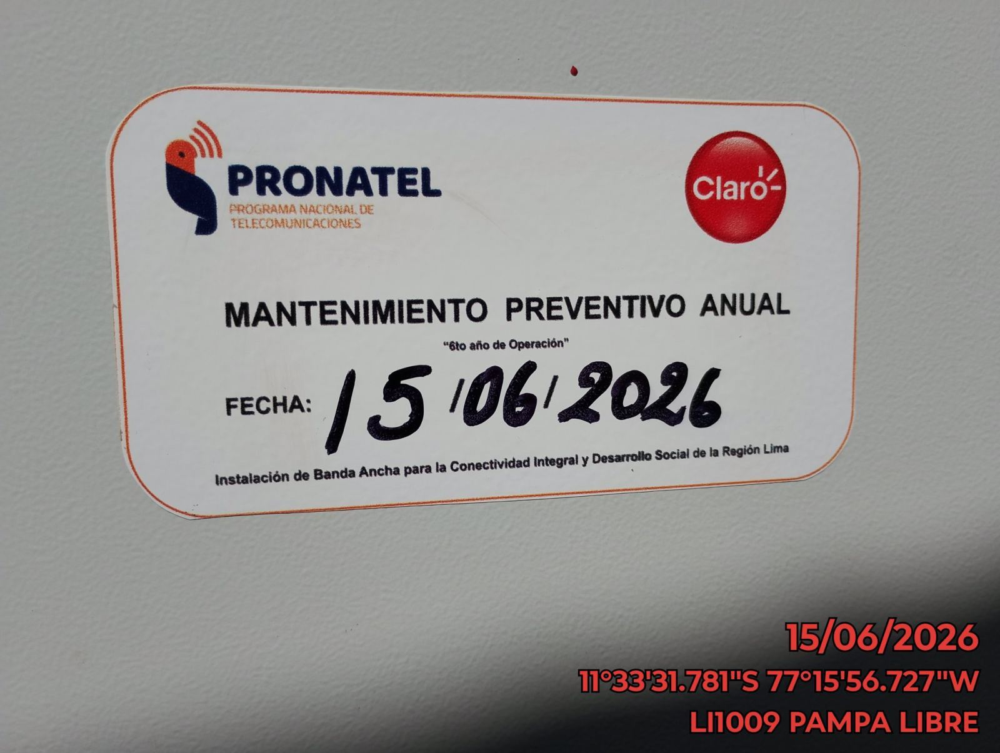 PRONATEL
PROGRAMA NACIONAL DE
TELECOMUNICACIONES
Claro
MANTENIMIENTO PREVENTIVO ANUAL
"6to año de Operación"
FECHA: 15/06/2026
Instalación de Banda Ancha para la Conectividad Integral y Desarrollo Social de la Región Lima
15/06/2026
11°33'31.781"S 77°15'56.727"W
LI1009 PAMPA LIBRE